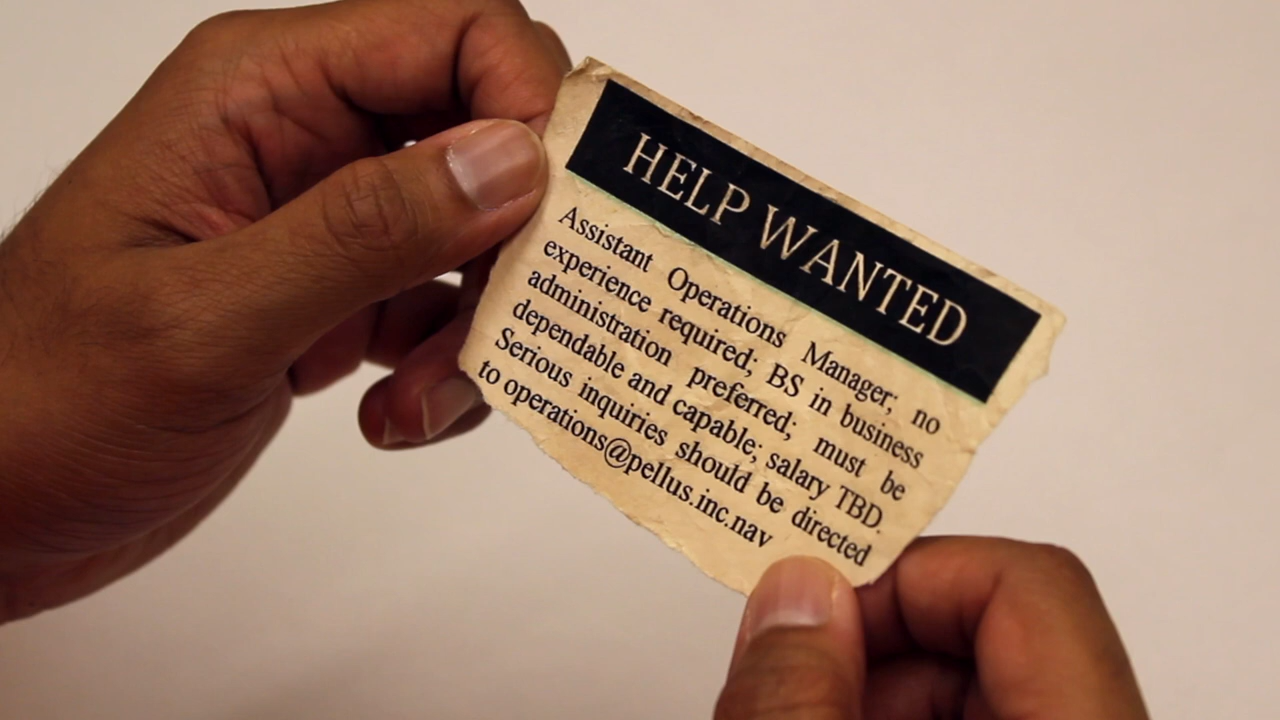 HELP WANTED
Assistant Operations Manager; no
experience required; BS in business
administration preferred; must be
dependable and capable; salary TBD.
Serious inquiries should be directed
to operations@pellus.inc.nav